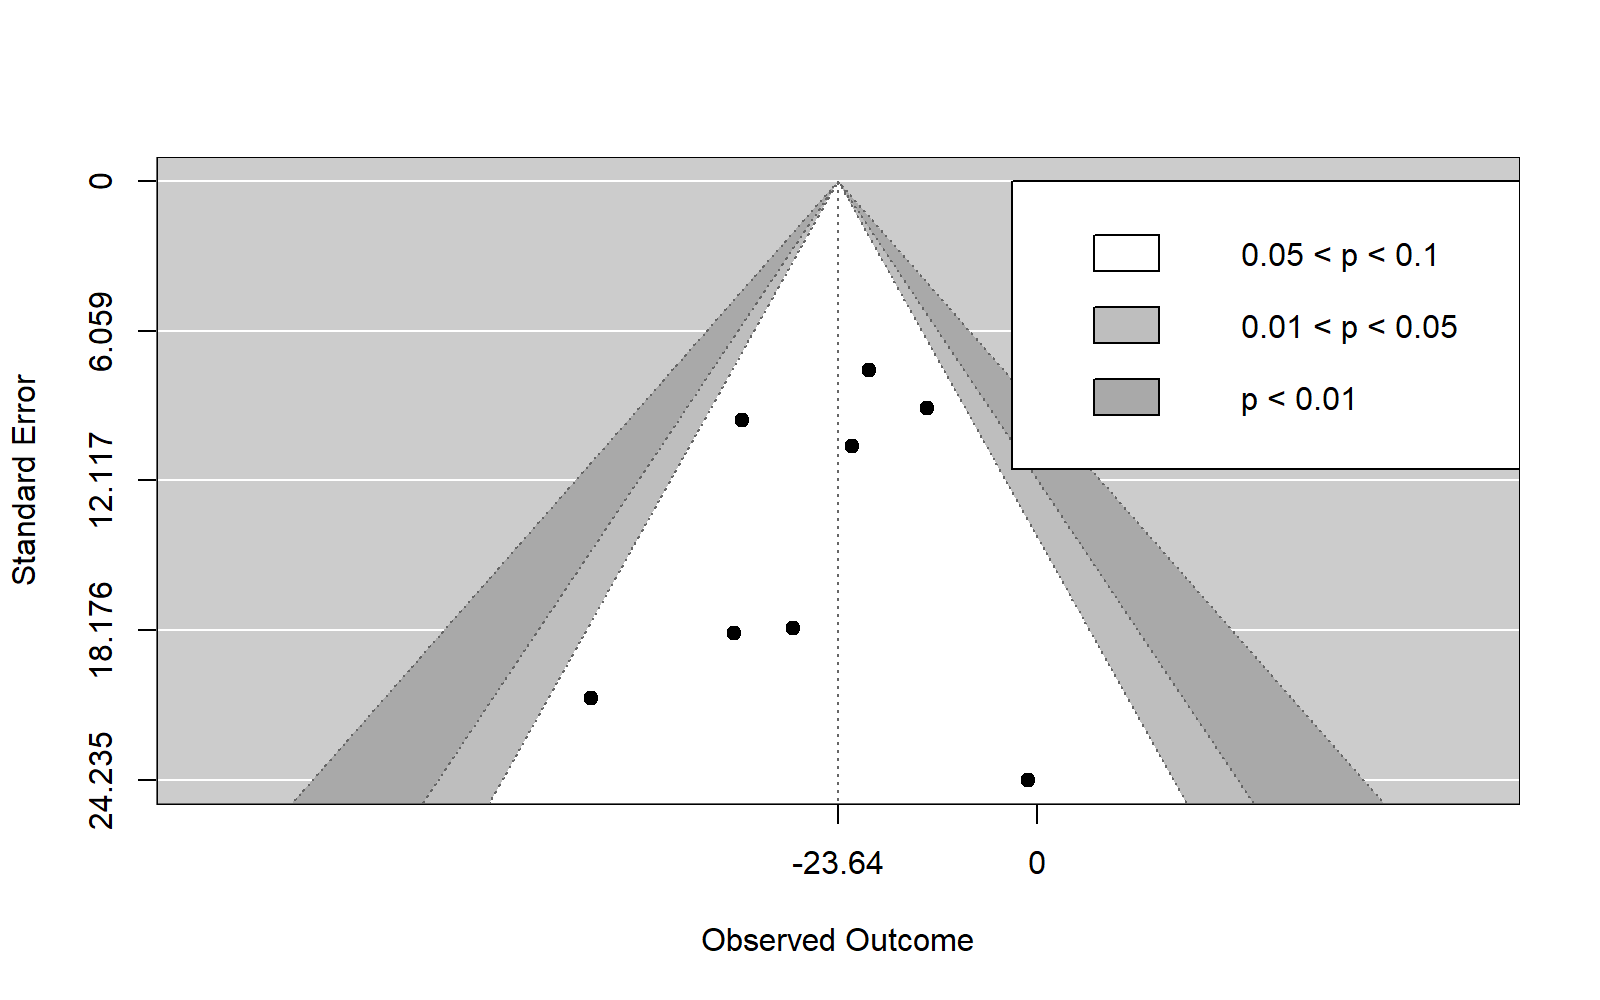 0
6.059
12.117
18.176
24.235
Standard Error
0.05 < p < 0.1
0.01 < p < 0.05
p < 0.01
-23.64
0
Observed Outcome